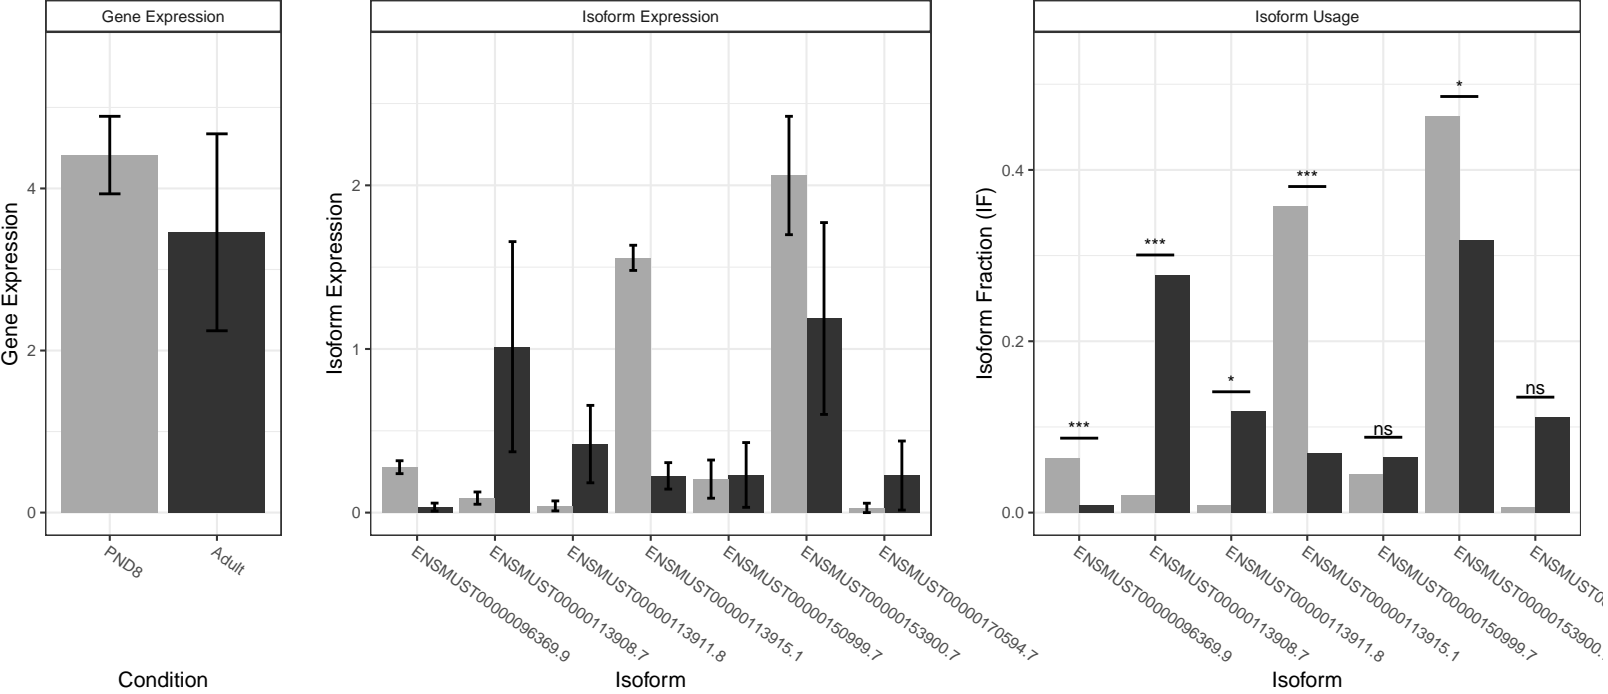 Gene Expression
Isoform Expression
Isoform Usage
Gene Expression
0
2
4
PND8
Adult
Condition
Isoform Expression
0
1
2
ENSMUST00000096369.9
ENSMUST00000113908.7
ENSMUST00000113911.8
ENSMUST00000113915.1
ENSMUST00000150999.7
ENSMUST00000153900.7
ENSMUST00000170594.7
Isoform
Isoform Fraction (IF)
0.0
0.2
0.4
***
***
*
***
ns
*
ns
ENSMUST00000096369.9
ENSMUST00000113908.7
ENSMUST00000113911.8
ENSMUST00000113915.1
ENSMUST00000150999.7
ENSMUST00000153900.
Isoform